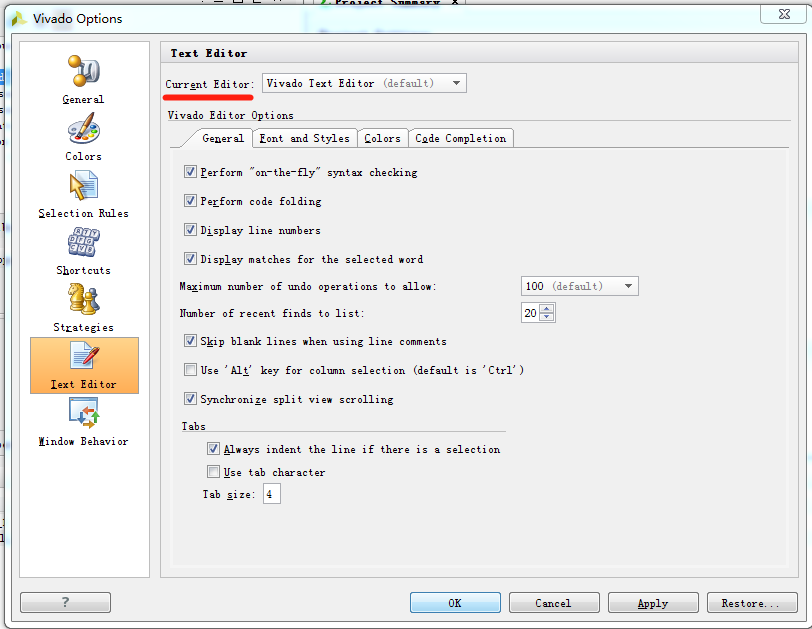 Project Summary
Vivado Options
General
Colors
Selection Rules
Shortcuts
Strategies
Text Editor
Window Behavior
Text Editor
Current Editor: Vivado Text Editor (default)
Vivado Editor Options
General Font and Styles Colors Code Completion
Perform "on-the-fly" syntax checking
Perform code folding
Display line numbers
Display matches for the selected word
Maximum number of undo operations to allow: 100 (default)
Number of recent finds to list: 20
Skip blank lines when using line comments
Use 'Alt' key for column selection (default is 'Ctrl')
Synchronize split view scrolling
Tabs
Always indent the line if there is a selection
Use tab character
Tab size: 4
? OK Cancel Apply Restore...